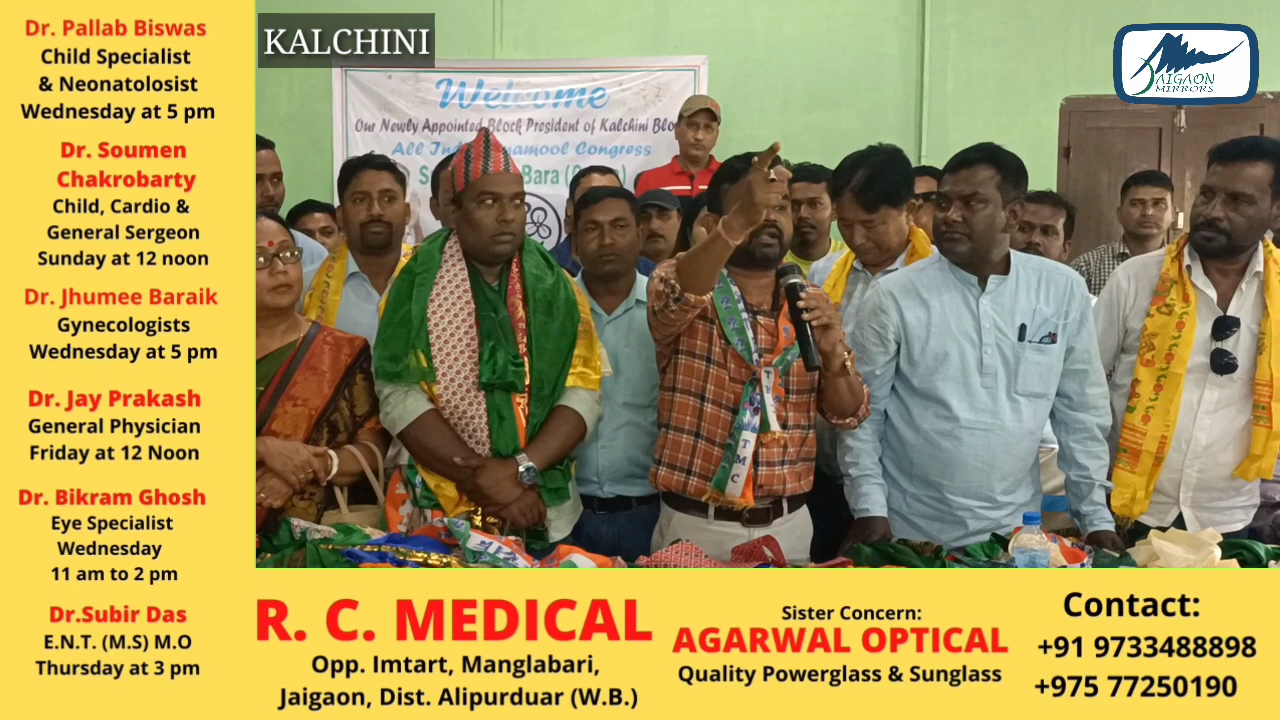 Dr. Pallab Biswas
Child Specialist
& Neonatolosist
Wednesday at 5 pm
Dr. Soumen
Chakrobarty
Child, Cardio &
General Sergeon
Sunday at 12 noon
Dr. Jhumee Baraik
Gynecologists
Wednesday at 5 pm
Dr. Jay Prakash
General Physician
Friday at 12 Noon
Dr. Bikram Ghosh
Eye Specialist
Wednesday
11 am to 2 pm
Dr.Subir Das
E.N.T. (M.S) M.O
Thursday at 3 pm
KALCHINI
JAIGAON
MIRRORS
Welcome
Our Newly Appointed Block President of Kalchini
All
Congress
Bara
TMC
R. C. MEDICAL
Opp. Imtart, Manglabari,
Jaigaon, Dist. Alipurduar (W.B.)
Sister Concern:
AGARWAL OPTICAL
Quality Powerglass & Sunglass
Contact:
+91 9733488898
+975 77250190